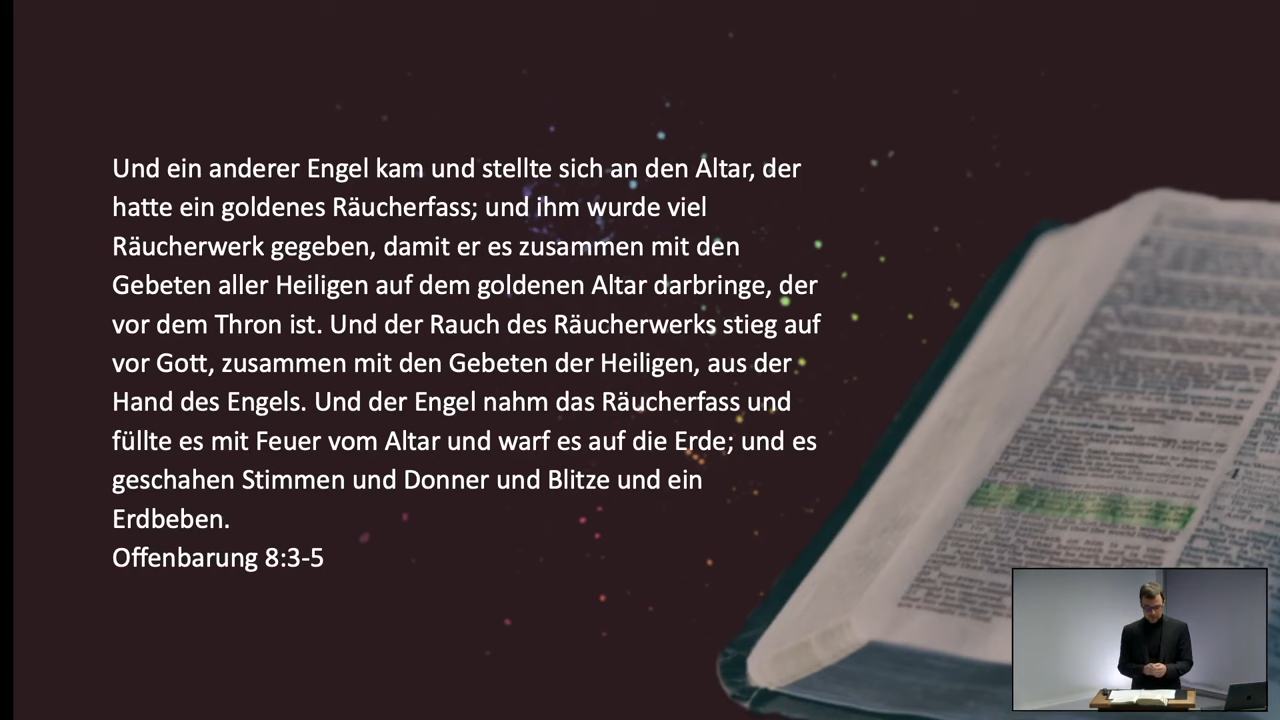 Und ein anderer Engel kam und stellte sich an den Altar, der
hatte ein goldenes Räucherfass; und ihm wurde viel
Räucherwerk gegeben, damit er es zusammen mit den
Gebeten aller Heiligen auf dem goldenen Altar darbringe, der
vor dem Thron ist. Und der Rauch des Räucherwerks stieg auf
vor Gott, zusammen mit den Gebeten der Heiligen, aus der
Hand des Engels. Und der Engel nahm das Räucherfass und
füllte es mit Feuer vom Altar und warf es auf die Erde; und es
geschahen Stimmen und Donner und Blitze und ein
Erdbeben.
Offenbarung 8:3-5